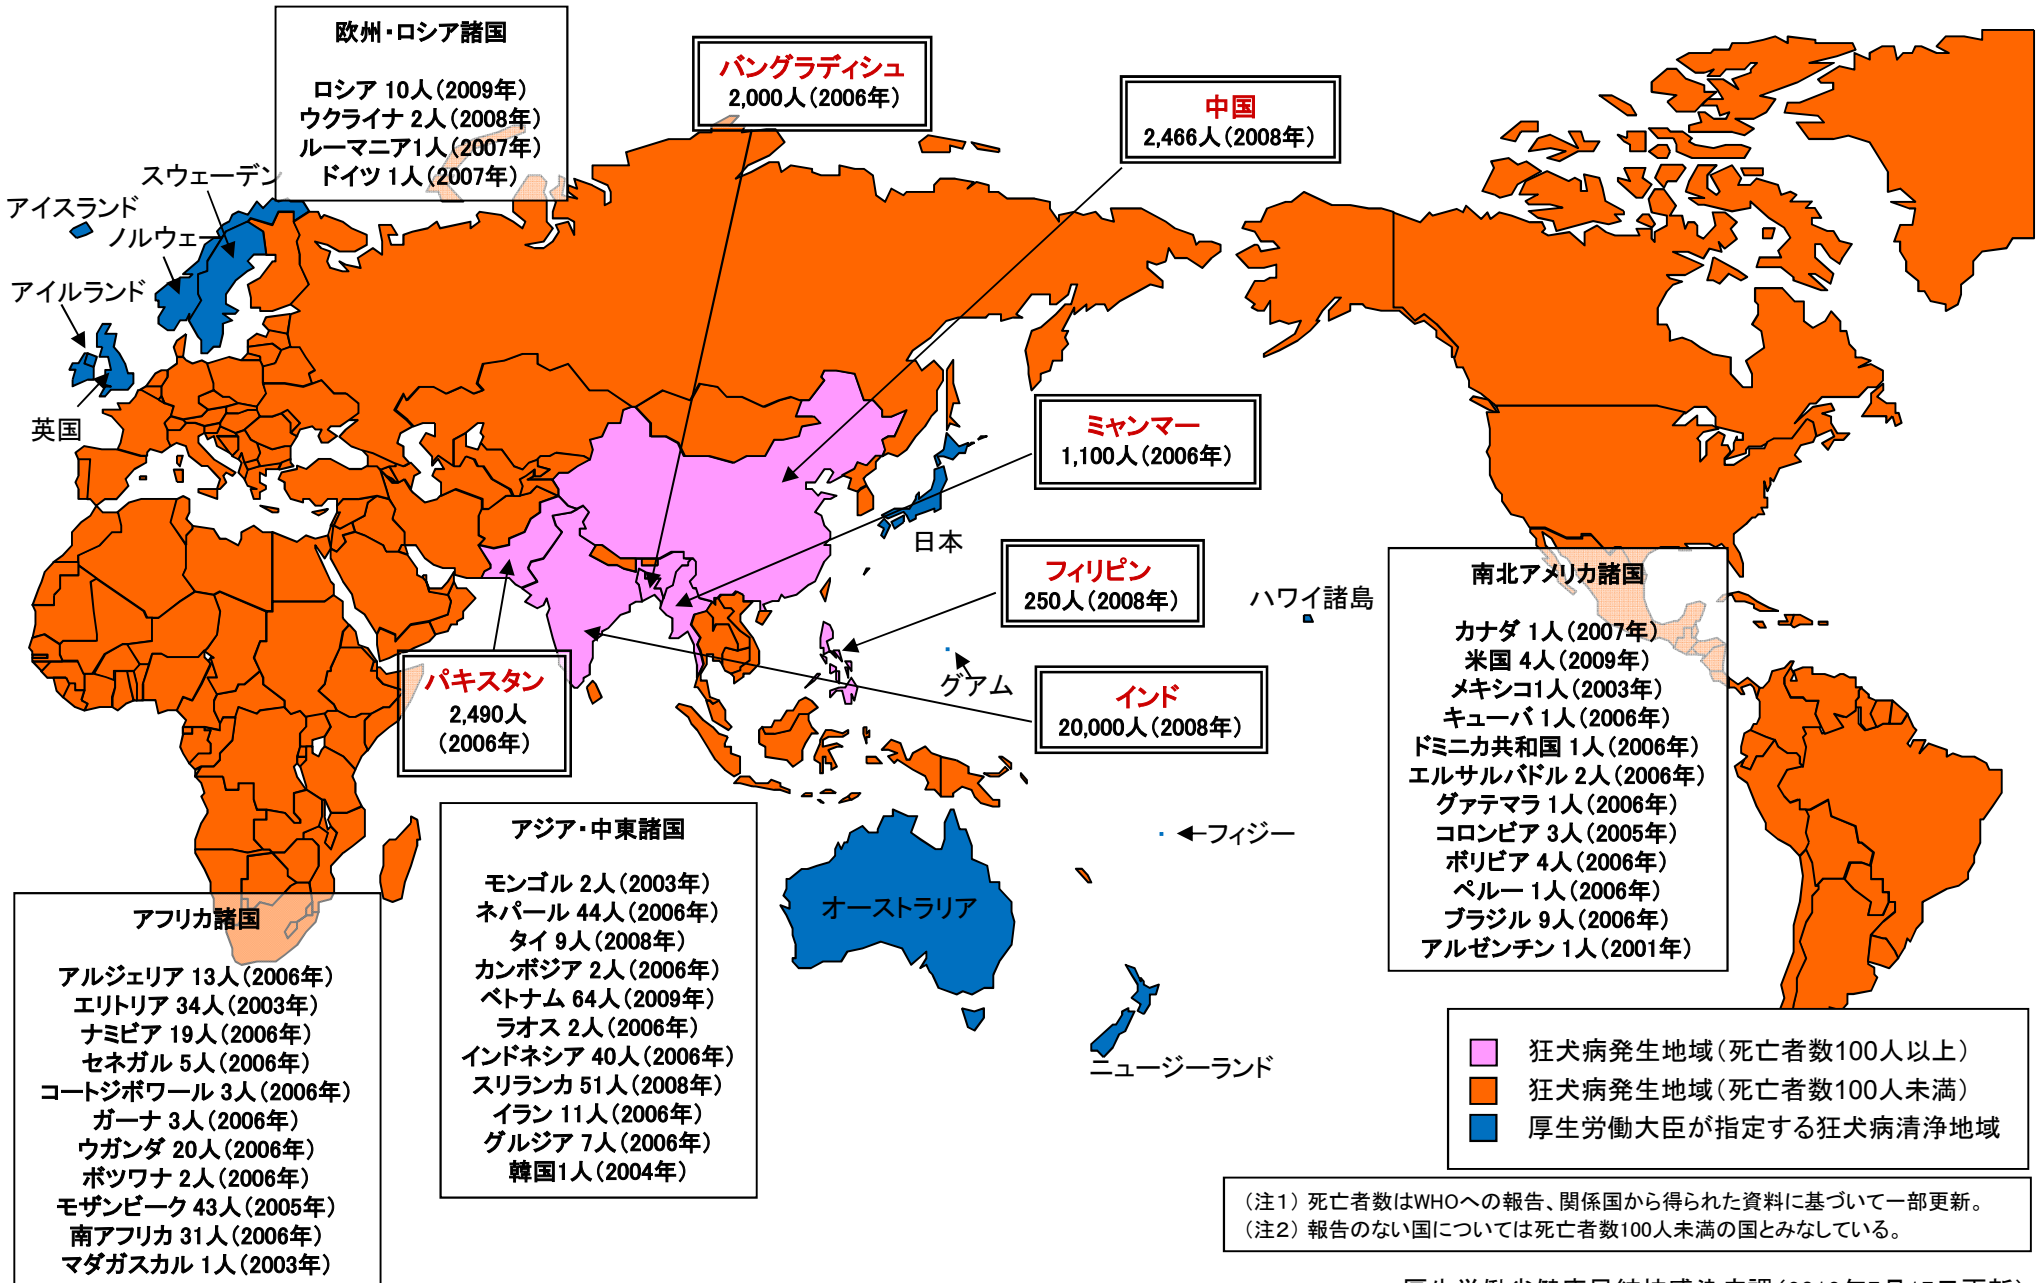 欧州・ロシア諸国
ロシア 10人（2009年）
ウクライナ 2人（2008年）
ルーマニア1人（2007年）
ドイツ 1人（2007年）
バングラディシュ
2,000人（2006年）
中国
2,466人（2008年）
スウェーデン
アイスランド
ノルウェー
アイルランド
英国
ミャンマー
1,100人（2006年）
日本
フィリピン
250人（2008年）
ハワイ諸島
グアム
パキスタン
2,490人
（2006年）
インド
20,000人（2008年）
フィジー
オーストラリア
ニュージーランド
南北アメリカ諸国
カナダ 1人（2007年）
米国 4人（2009年）
メキシコ1人（2003年）
キューバ 1人（2006年）
ドミニカ共和国 1人（2006年）
エルサルバドル 2人（2006年）
グァテマラ 1人（2006年）
コロンビア 3人（2005年）
ボリビア 4人（2006年）
ペルー 1人（2006年）
ブラジル 9人（2006年）
アルゼンチン 1人（2001年）
アジア・中東諸国
モンゴル 2人（2003年）
ネパール 44人（2006年）
タイ 9人（2008年）
カンボジア 2人（2006年）
ベトナム 64人（2009年）
ラオス 2人（2006年）
インドネシア 40人（2006年）
スリランカ 51人（2008年）
イラン 11人（2006年）
グルジア 7人（2006年）
韓国1人（2004年）
アフリカ諸国
アルジェリア 13人（2006年）
エリトリア 34人（2003年）
ナミビア 19人（2006年）
セネガル 5人（2006年）
コートジボワール 3人（2006年）
ガーナ 3人（2006年）
ウガンダ 20人（2006年）
ボツワナ 2人（2006年）
モザンビーク 43人（2005年）
南アフリカ 31人（2006年）
マダガスカル 1人（2003年）
狂犬病発生地域（死亡者数100人以上）
狂犬病発生地域（死亡者数100人未満）
厚生労働大臣が指定する狂犬病清浄地域
（注1） 死亡者数はWHOへの報告、関係国から得られた資料に基づいて一部更新。
（注2） 報告のない国については死亡者数100人未満の国とみなしている。